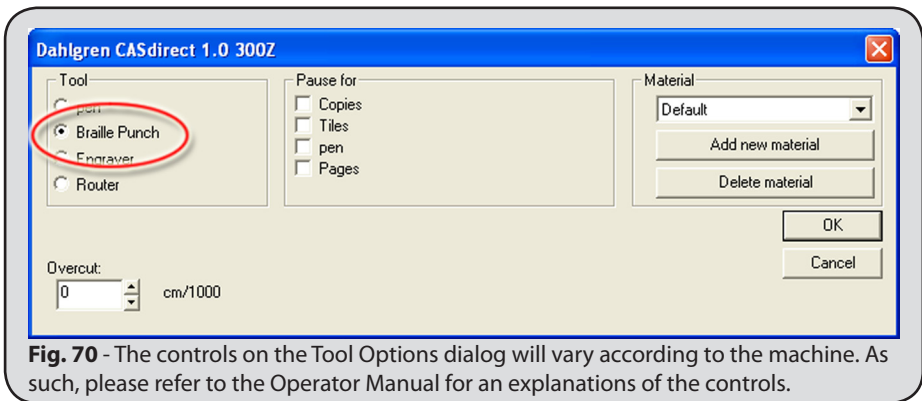 Dahlgren CASdirect 1.0 300Z
Tool
pen
Braille Punch
Engraver
Router
Pause for
Copies
Tiles
pen
Pages
Material
Default
Add new material
Delete material
OK
Cancel
Overcut:
0 cm/1000
Fig. 70 - The controls on the Tool Options dialog will vary according to the machine. As
such, please refer to the Operator Manual for an explanations of the controls.